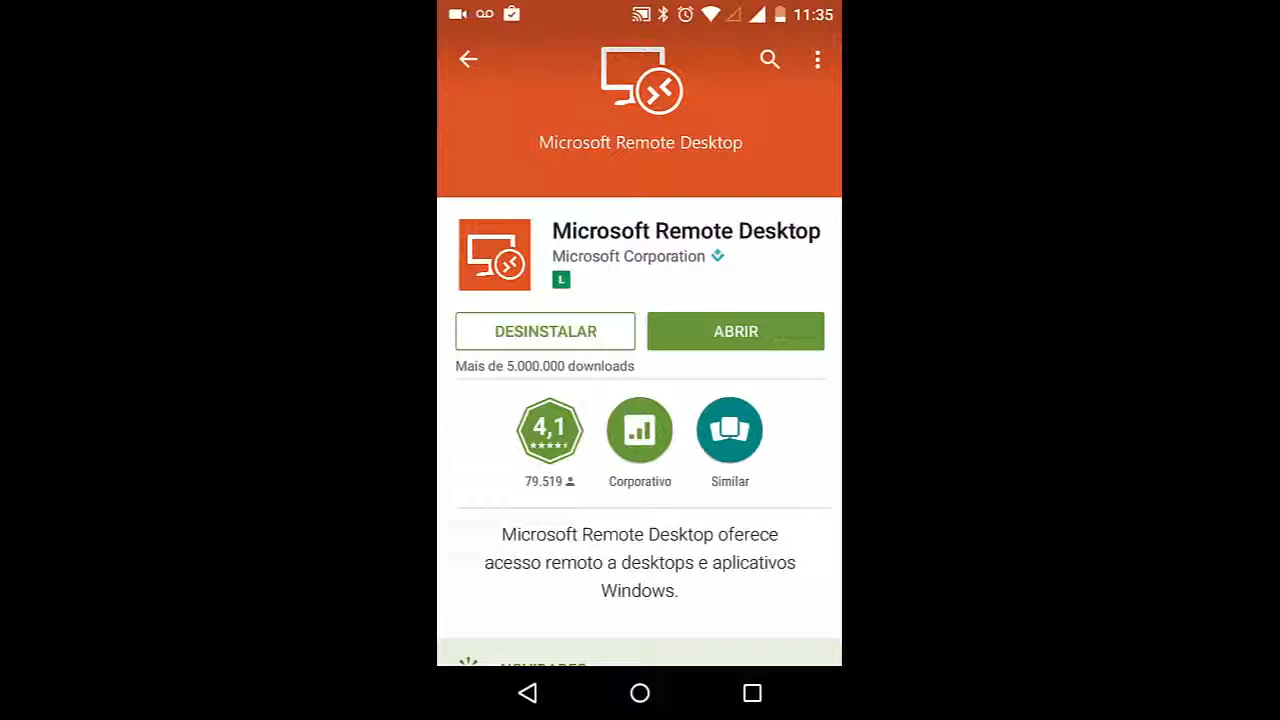 11:35
Microsoft Remote Desktop
Microsoft Remote Desktop
Microsoft Corporation
L
DESINSTALAR
ABRIR
Mais de 5.000.000 downloads
4,1
79.519
Corporativo
Similar
Microsoft Remote Desktop oferece
acesso remoto a desktops e aplicativos
Windows.
NOVIDADES